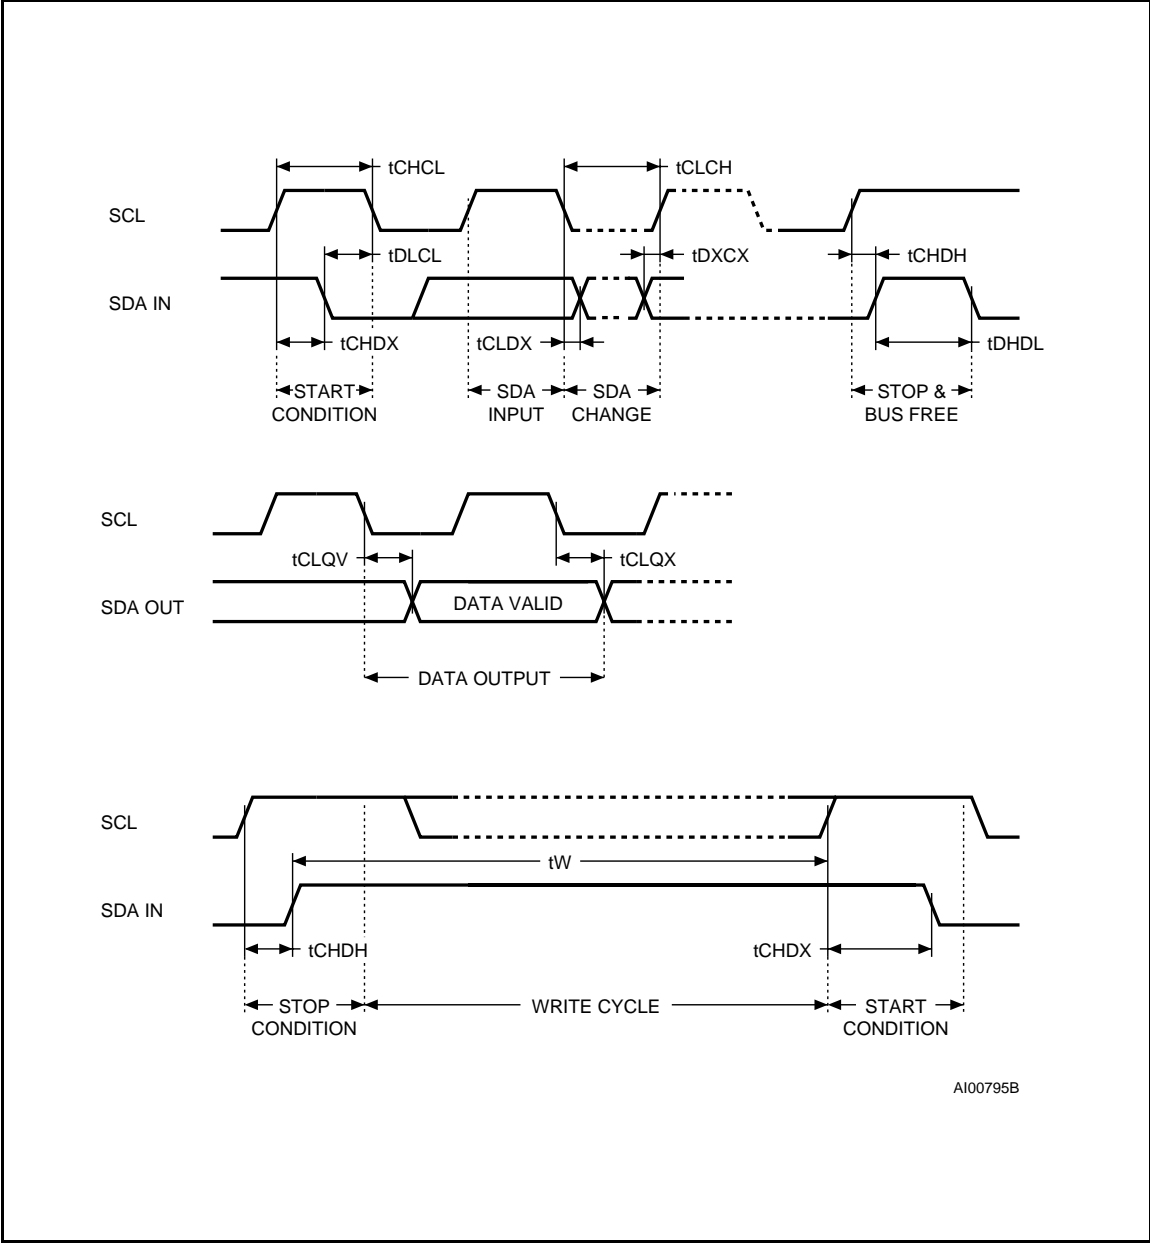 tCHCL
tCLCH
SCL
tDLCL
tDXCX
tCHDH
SDA IN
tCHDX
tCLDX
tDHDL
START
CONDITION
SDA
INPUT
SDA
CHANGE
STOP &
BUS FREE
SCL
tCLQV
tCLQX
SDA OUT
DATA VALID
DATA OUTPUT
SCL
tW
SDA IN
tCHDH
tCHDX
STOP
CONDITION
WRITE CYCLE
START
CONDITION
AI00795B